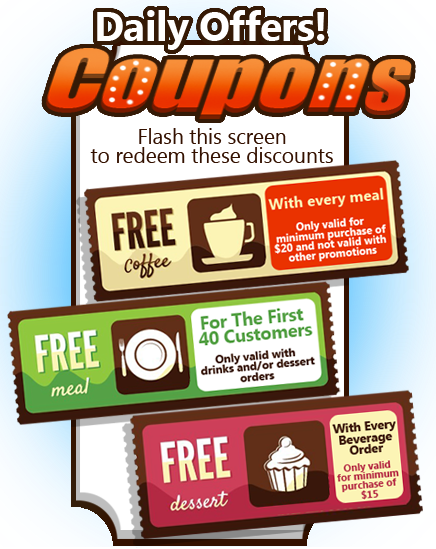 Daily Offers!
Coupons
Flash this screen
to redeem these discounts
FREE
coffee
With every meal
Only valid for
minimum purchase of
$20 and not valid with
other promotions
FREE
meal
For The First
40 Customers
Only valid with
drinks and/or dessert
orders
FREE
dessert
With Every
Beverage
Order
Only valid
for minimum
purchase of
$15